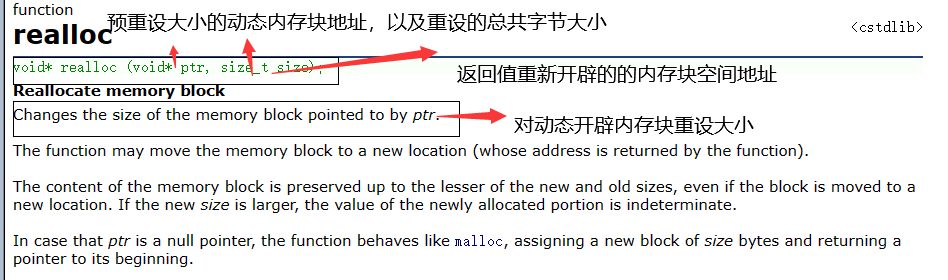 function
预重设大小的动态内存块地址，以及重设的总共字节大小
realloc
<cstdlib>
void* realloc (void* ptr, size_t size);
返回值重新开辟的的内存块空间地址
Reallocate memory block
Changes the size of the memory block pointed to by ptr.
对动态开辟内存块重设大小
The function may move the memory block to a new location (whose address is returned by the function).
The content of the memory block is preserved up to the lesser of the new and old sizes, even if the block is moved to a
new location. If the new size is larger, the value of the newly allocated portion is indeterminate.
In case that ptr is a null pointer, the function behaves like malloc, assigning a new block of size bytes and returning a
pointer to its beginning.